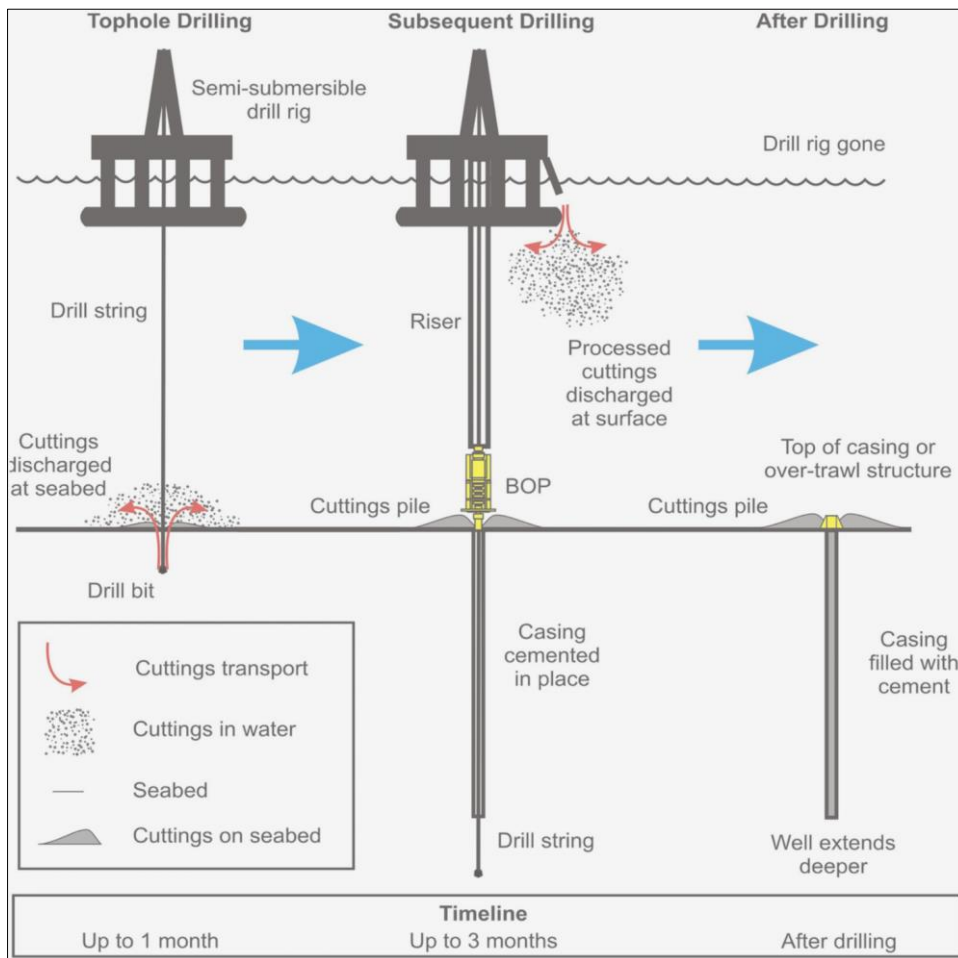 Tophole Drilling
Subsequent Drilling
After Drilling
Semi-submersible
drill rig
Drill rig gone
Drill string
Riser
Processed
cuttings
discharged
at surface
Cuttings
discharged
at seabed
Top of casing or
over-trawl structure
BOP
Cuttings pile
Cuttings pile
Drill bit
Casing
cemented
in place
Casing
filled with
cement
Cuttings transport
Cuttings in water
Seabed
Cuttings on seabed
Drill string
Well extends
deeper
Timeline
Up to 1 month
Up to 3 months
After drilling